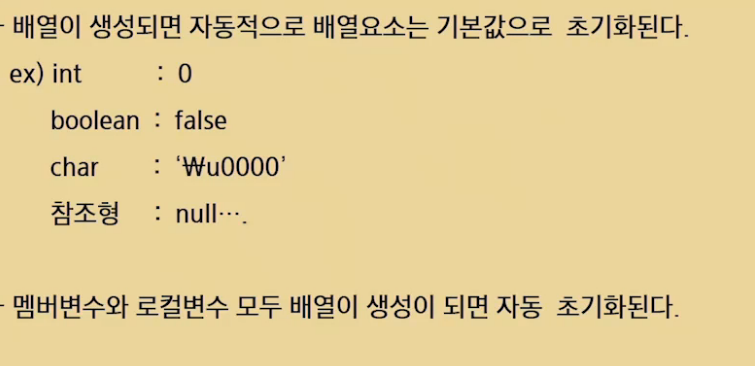 - 배열이 생성되면 자동적으로 배열요소는 기본값으로 초기화된다.
ex) int : 0
boolean : false
char : ‘₩u0000’
참조형 : null….
- 멤버변수와 로컬변수 모두 배열이 생성이 되면 자동 초기화된다.